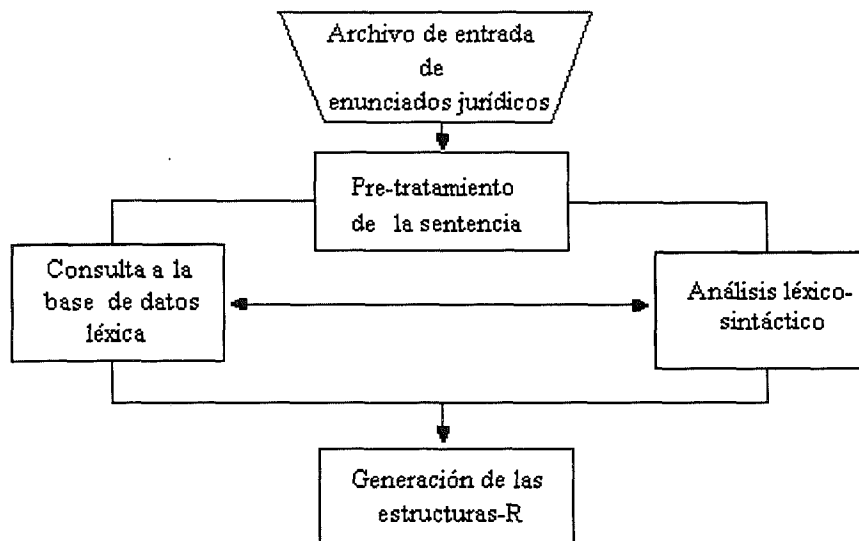 Archivo de entrada
de
enunciados jurídicos
Pre-tratamiento
de la sentencia
Consulta a la
base de datos
léxica
Análisis léxico-
sintáctico
Generación de las
estructuras-R